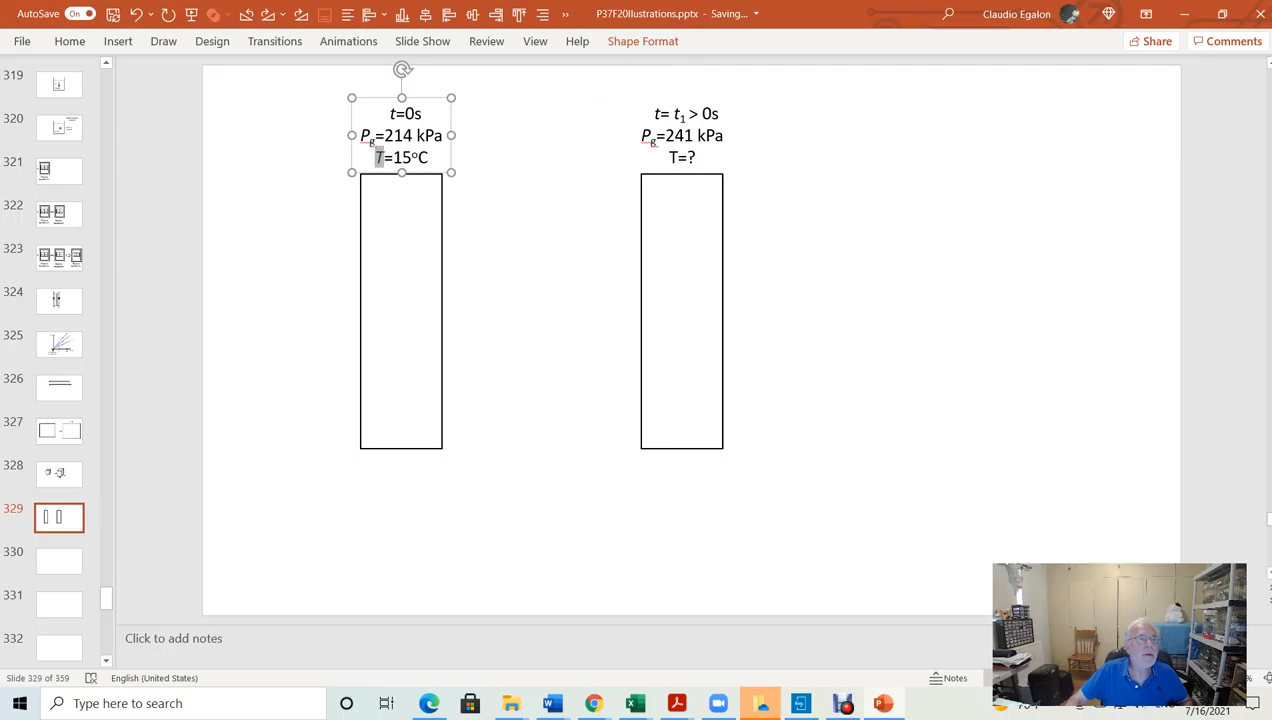 AutoSave On P37F20Ilustrations.pptx - Saving... Claudio Egalon
File Home Insert Draw Design Transitions Animations Slide Show Review View Help Shape Format Share Comments
319
320
321
322
323
324
325
326
327
328
329
330
331
332
t=0s
Pg=214 kPa
T=15oC
t= t1 > 0s
Pg=241 kPa
T=?
Click to add notes
Slide 329 of 359 English (United States) Notes
Type here to search
7/16/2021